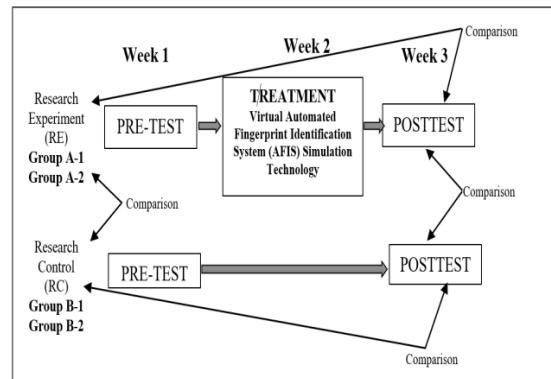 Comparison
Week 1
Week 2
Week 3
Research
Experiment
(RE)
Group A-1
Group A-2
PRE-TEST
TREATMENT
Virtual Automated
Fingerprint Identification
System (AFIS) Simulation
Technology
POSTTEST
Comparison
Comparison
Research
Control
(RC)
Group B-1
Group B-2
PRE-TEST
POSTTEST
Comparison